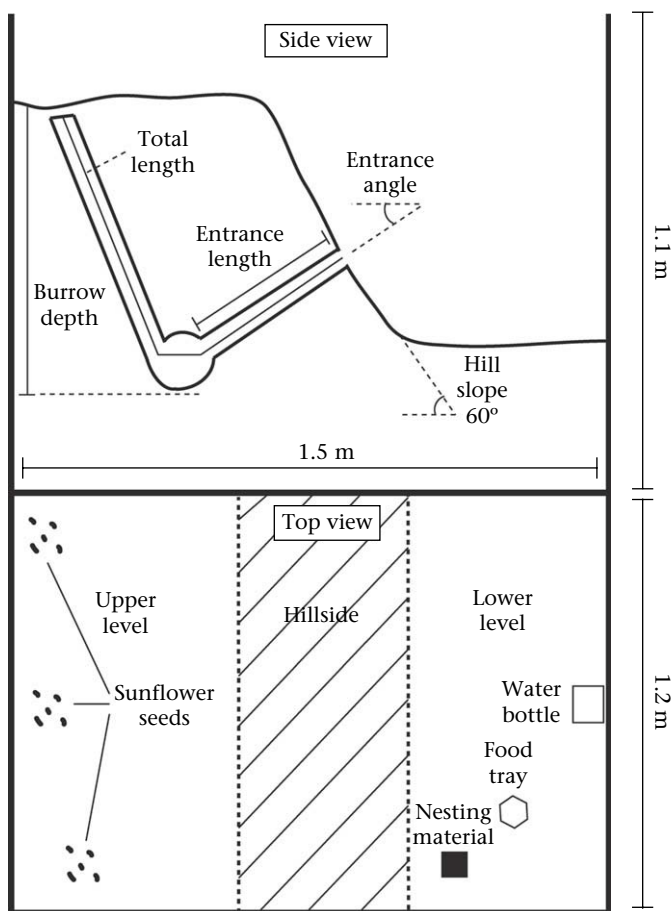 Side view
Total
length
Entrance
angle
Entrance
length
Burrow
depth
Hill
slope
60º
1.5 m
1.1 m
Top view
Upper
level
Hillside
Lower
level
Sunflower
seeds
Water
bottle
Food
tray
Nesting
material
1.2 m